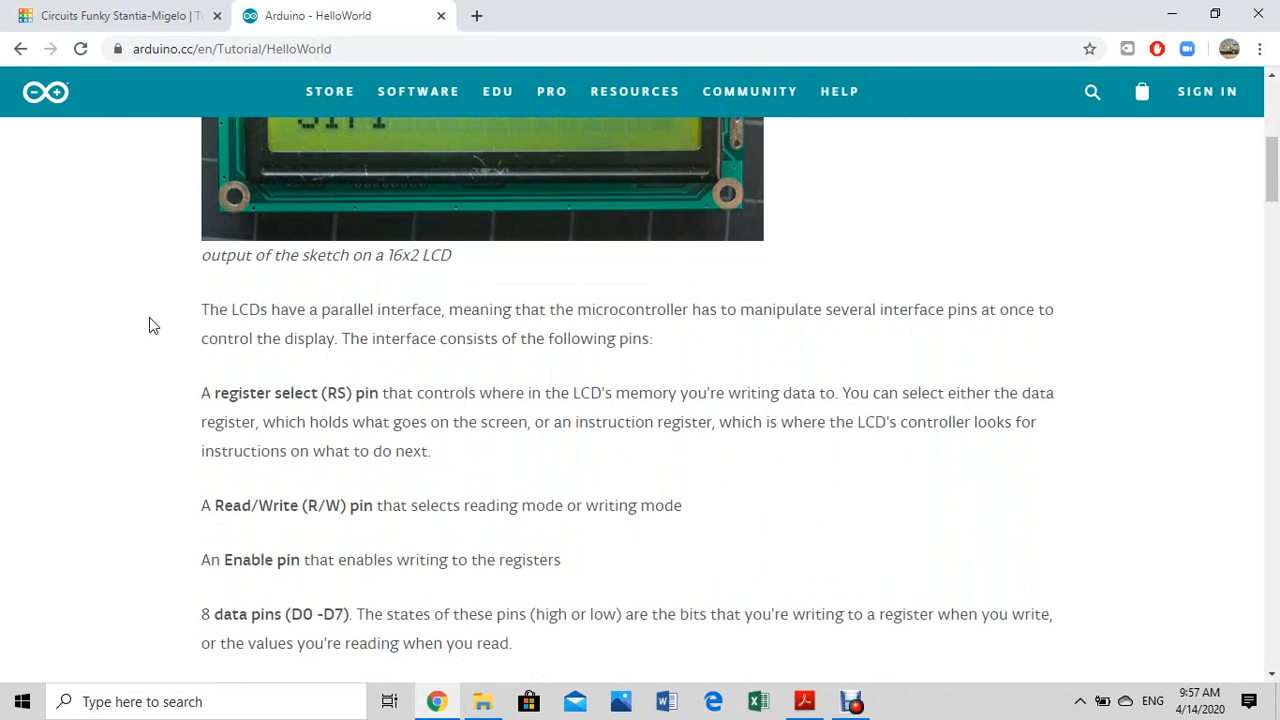 Circuits Funky Stantia-Migelo | Ti
Arduino - HelloWorld
arduino.cc/en/Tutorial/HelloWorld
STORE SOFTWARE EDU PRO RESOURCES COMMUNITY HELP SIGN IN
output of the sketch on a 16x2 LCD
The LCDs have a parallel interface, meaning that the microcontroller has to manipulate several interface pins at once to
control the display. The interface consists of the following pins:
A register select (RS) pin that controls where in the LCD's memory you're writing data to. You can select either the data
register, which holds what goes on the screen, or an instruction register, which is where the LCD's controller looks for
instructions on what to do next.
A Read/Write (R/W) pin that selects reading mode or writing mode
An Enable pin that enables writing to the registers
8 data pins (D0 -D7). The states of these pins (high or low) are the bits that you're writing to a register when you write,
or the values you're reading when you read.
Type here to search
ENG
9:57 AM
4/14/2020